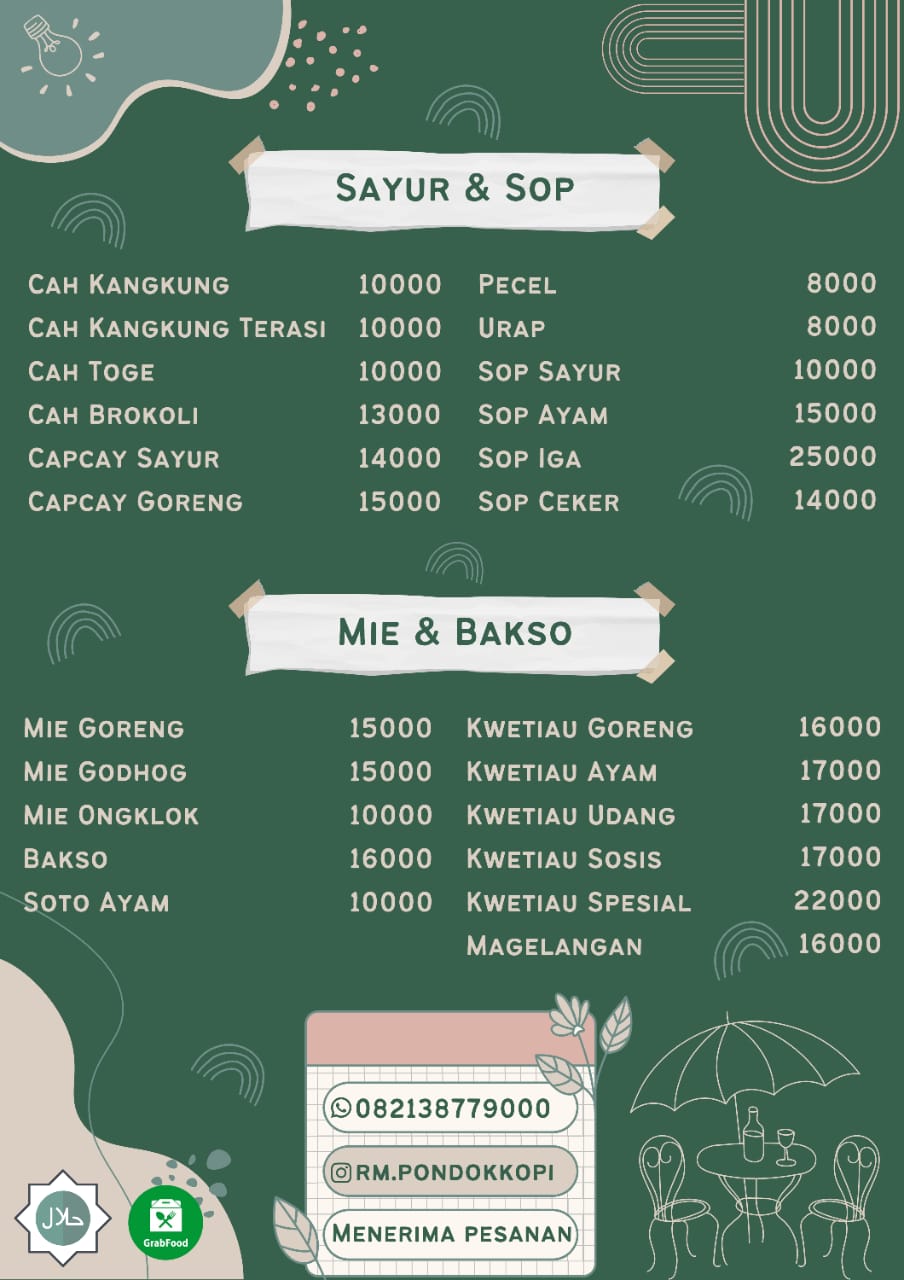 Sayur & Sop
Cah Kangkung 10000
Cah Kangkung Terasi 10000
Cah Toge 10000
Cah Brokoli 13000
Capcay Sayur 14000
Capcay Goreng 15000
Pecel 8000
Urap 8000
Sop Sayur 10000
Sop Ayam 15000
Sop Iga 25000
Sop Ceker 14000
Mie & Bakso
Mie Goreng 15000
Mie Godhog 15000
Mie Ongklok 10000
Bakso 16000
Soto Ayam 10000
Kwetiau Goreng 16000
Kwetiau Ayam 17000
Kwetiau Udang 17000
Kwetiau Sosis 17000
Kwetiau Spesial 22000
Magelangan 16000
082138779000
rm.pondokkopi
Menerima pesanan
حلال
GrabFood